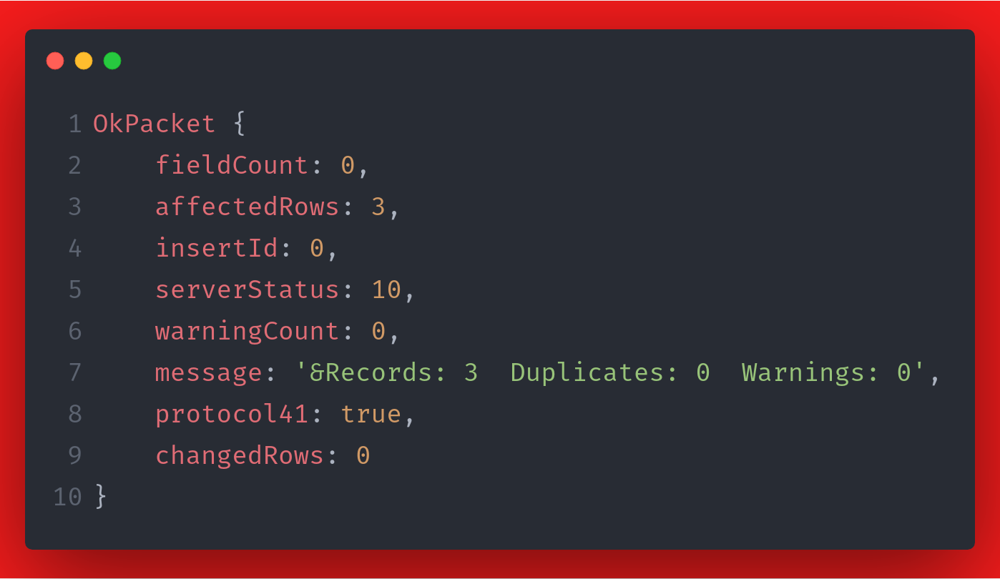 1 OkPacket {
2     fieldCount: 0,
3     affectedRows: 3,
4     insertId: 0,
5     serverStatus: 10,
6     warningCount: 0,
7     message: '&Records: 3  Duplicates: 0  Warnings: 0',
8     protocol41: true,
9     changedRows: 0
10 }